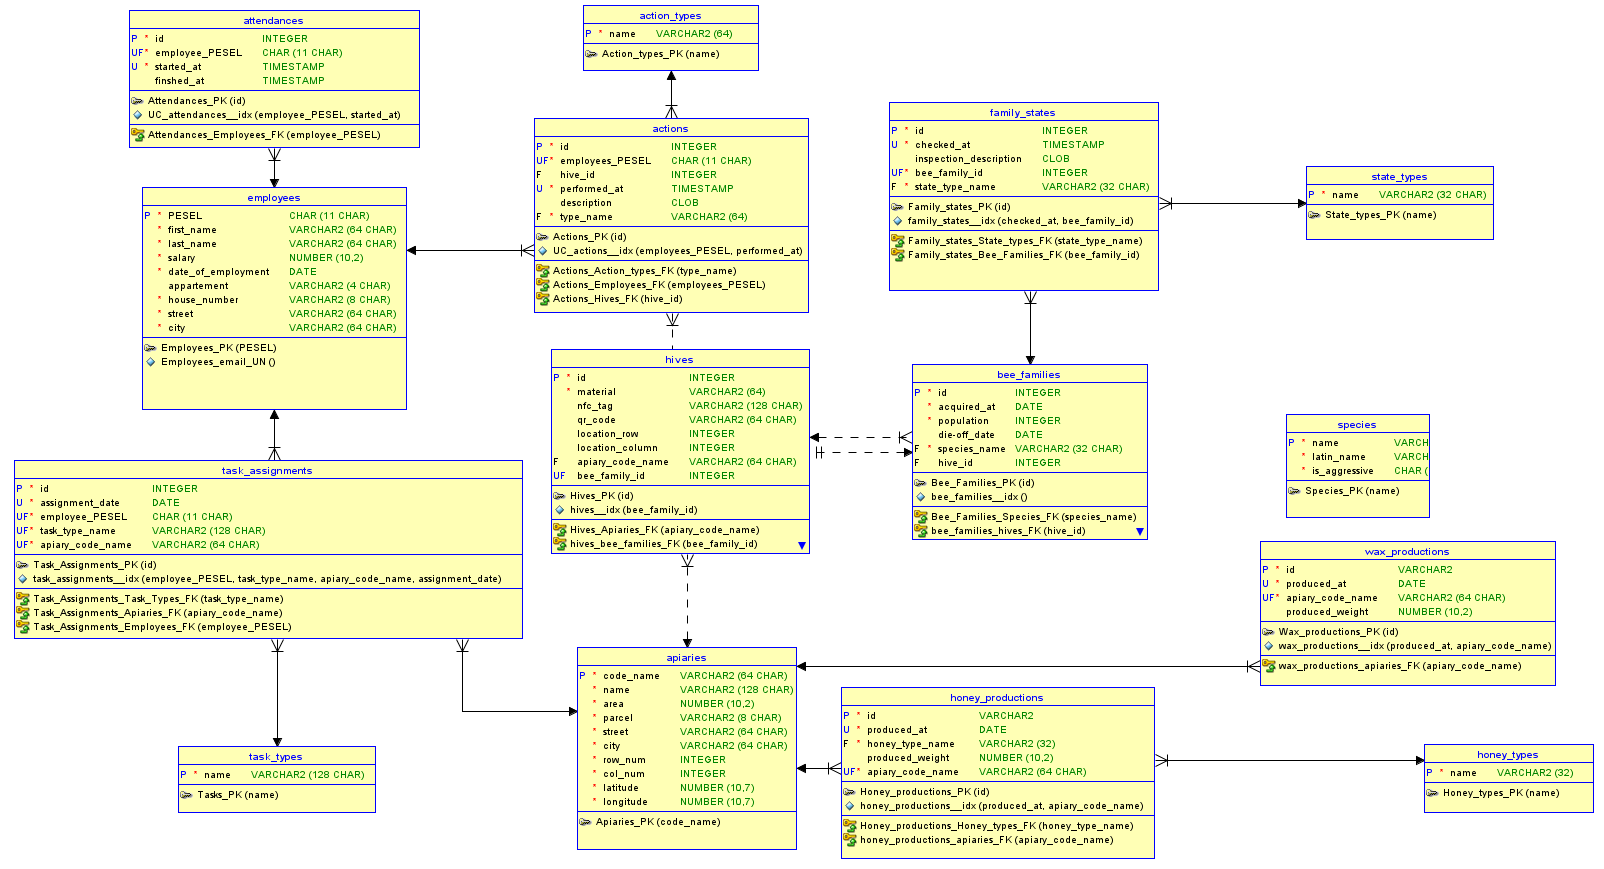 attendances
P * id INTEGER
UF* employee_PESEL CHAR (11 CHAR)
U * started_at TIMESTAMP
finshed_at TIMESTAMP
Attendances_PK (id)
UC_attendances__idx (employee_PESEL, started_at)
Attendances_Employees_FK (employee_PESEL)
action_types
P * name VARCHAR2 (64)
Action_types_PK (name)
actions
P * id INTEGER
UF* employees_PESEL CHAR (11 CHAR)
F hive_id INTEGER
U * performed_at TIMESTAMP
description CLOB
F * type_name VARCHAR2 (64)
Actions_PK (id)
UC_actions__idx (employees_PESEL, performed_at)
Actions_Action_types_FK (type_name)
Actions_Employees_FK (employees_PESEL)
Actions_Hives_FK (hive_id)
family_states
P * id INTEGER
U * checked_at TIMESTAMP
inspection_description CLOB
UF* bee_family_id INTEGER
F * state_type_name VARCHAR2 (32 CHAR)
Family_states_PK (id)
family_states__idx (checked_at, bee_family_id)
Family_states_State_types_FK (state_type_name)
Family_states_Bee_Families_FK (bee_family_id)
state_types
P * name VARCHAR2 (32 CHAR)
State_types_PK (name)
employees
P * PESEL CHAR (11 CHAR)
* first_name VARCHAR2 (64 CHAR)
* last_name VARCHAR2 (64 CHAR)
* salary NUMBER (10,2)
* date_of_employment DATE
appartement VARCHAR2 (4 CHAR)
* house_number VARCHAR2 (8 CHAR)
* street VARCHAR2 (64 CHAR)
* city VARCHAR2 (64 CHAR)
Employees_PK (PESEL)
Employees_email_UN ()
hives
P * id INTEGER
* material VARCHAR2 (64)
nfc_tag VARCHAR2 (128 CHAR)
qr_code VARCHAR2 (64 CHAR)
location_row INTEGER
location_column INTEGER
F apiary_code_name VARCHAR2 (64 CHAR)
UF bee_family_id INTEGER
Hives_PK (id)
hives__idx (bee_family_id)
Hives_Apiaries_FK (apiary_code_name)
hives_bee_families_FK (bee_family_id)
bee_families
P * id INTEGER
* acquired_at DATE
* population INTEGER
die-off_date DATE
F * species_name VARCHAR2 (32 CHAR)
F hive_id INTEGER
Bee_Families_PK (id)
bee_families__idx ()
Bee_Families_Species_FK (species_name)
bee_families_hives_FK (hive_id)
species
P * name VARCH
* latin_name VARCH
* is_aggressive CHAR (
Species_PK (name)
task_assignments
P * id INTEGER
U * assignment_date DATE
UF* employee_PESEL CHAR (11 CHAR)
UF* task_type_name VARCHAR2 (128 CHAR)
UF* apiary_code_name VARCHAR2 (64 CHAR)
Task_Assignments_PK (id)
task_assignments__idx (employee_PESEL, task_type_name, apiary_code_name, assignment_date)
Task_Assignments_Task_Types_FK (task_type_name)
Task_Assignments_Apiaries_FK (apiary_code_name)
Task_Assignments_Employees_FK (employee_PESEL)
wax_productions
P * id VARCHAR2
U * produced_at DATE
UF* apiary_code_name VARCHAR2 (64 CHAR)
produced_weight NUMBER (10,2)
Wax_productions_PK (id)
wax_productions__idx (produced_at, apiary_code_name)
wax_productions_apiaries_FK (apiary_code_name)
apiaries
P * code_name VARCHAR2 (64 CHAR)
* name VARCHAR2 (128 CHAR)
* area NUMBER (10,2)
* parcel VARCHAR2 (8 CHAR)
* street VARCHAR2 (64 CHAR)
* city VARCHAR2 (64 CHAR)
* row_num INTEGER
* col_num INTEGER
* latitude NUMBER (10,7)
* longitude NUMBER (10,7)
Apiaries_PK (code_name)
honey_productions
P * id VARCHAR2
U * produced_at DATE
F * honey_type_name VARCHAR2 (32)
produced_weight NUMBER (10,2)
UF* apiary_code_name VARCHAR2 (64 CHAR)
Honey_productions_PK (id)
honey_productions__idx (produced_at, apiary_code_name)
Honey_productions_Honey_types_FK (honey_type_name)
honey_productions_apiaries_FK (apiary_code_name)
honey_types
P * name VARCHAR2 (32)
Honey_types_PK (name)
task_types
P * name VARCHAR2 (128 CHAR)
Tasks_PK (name)